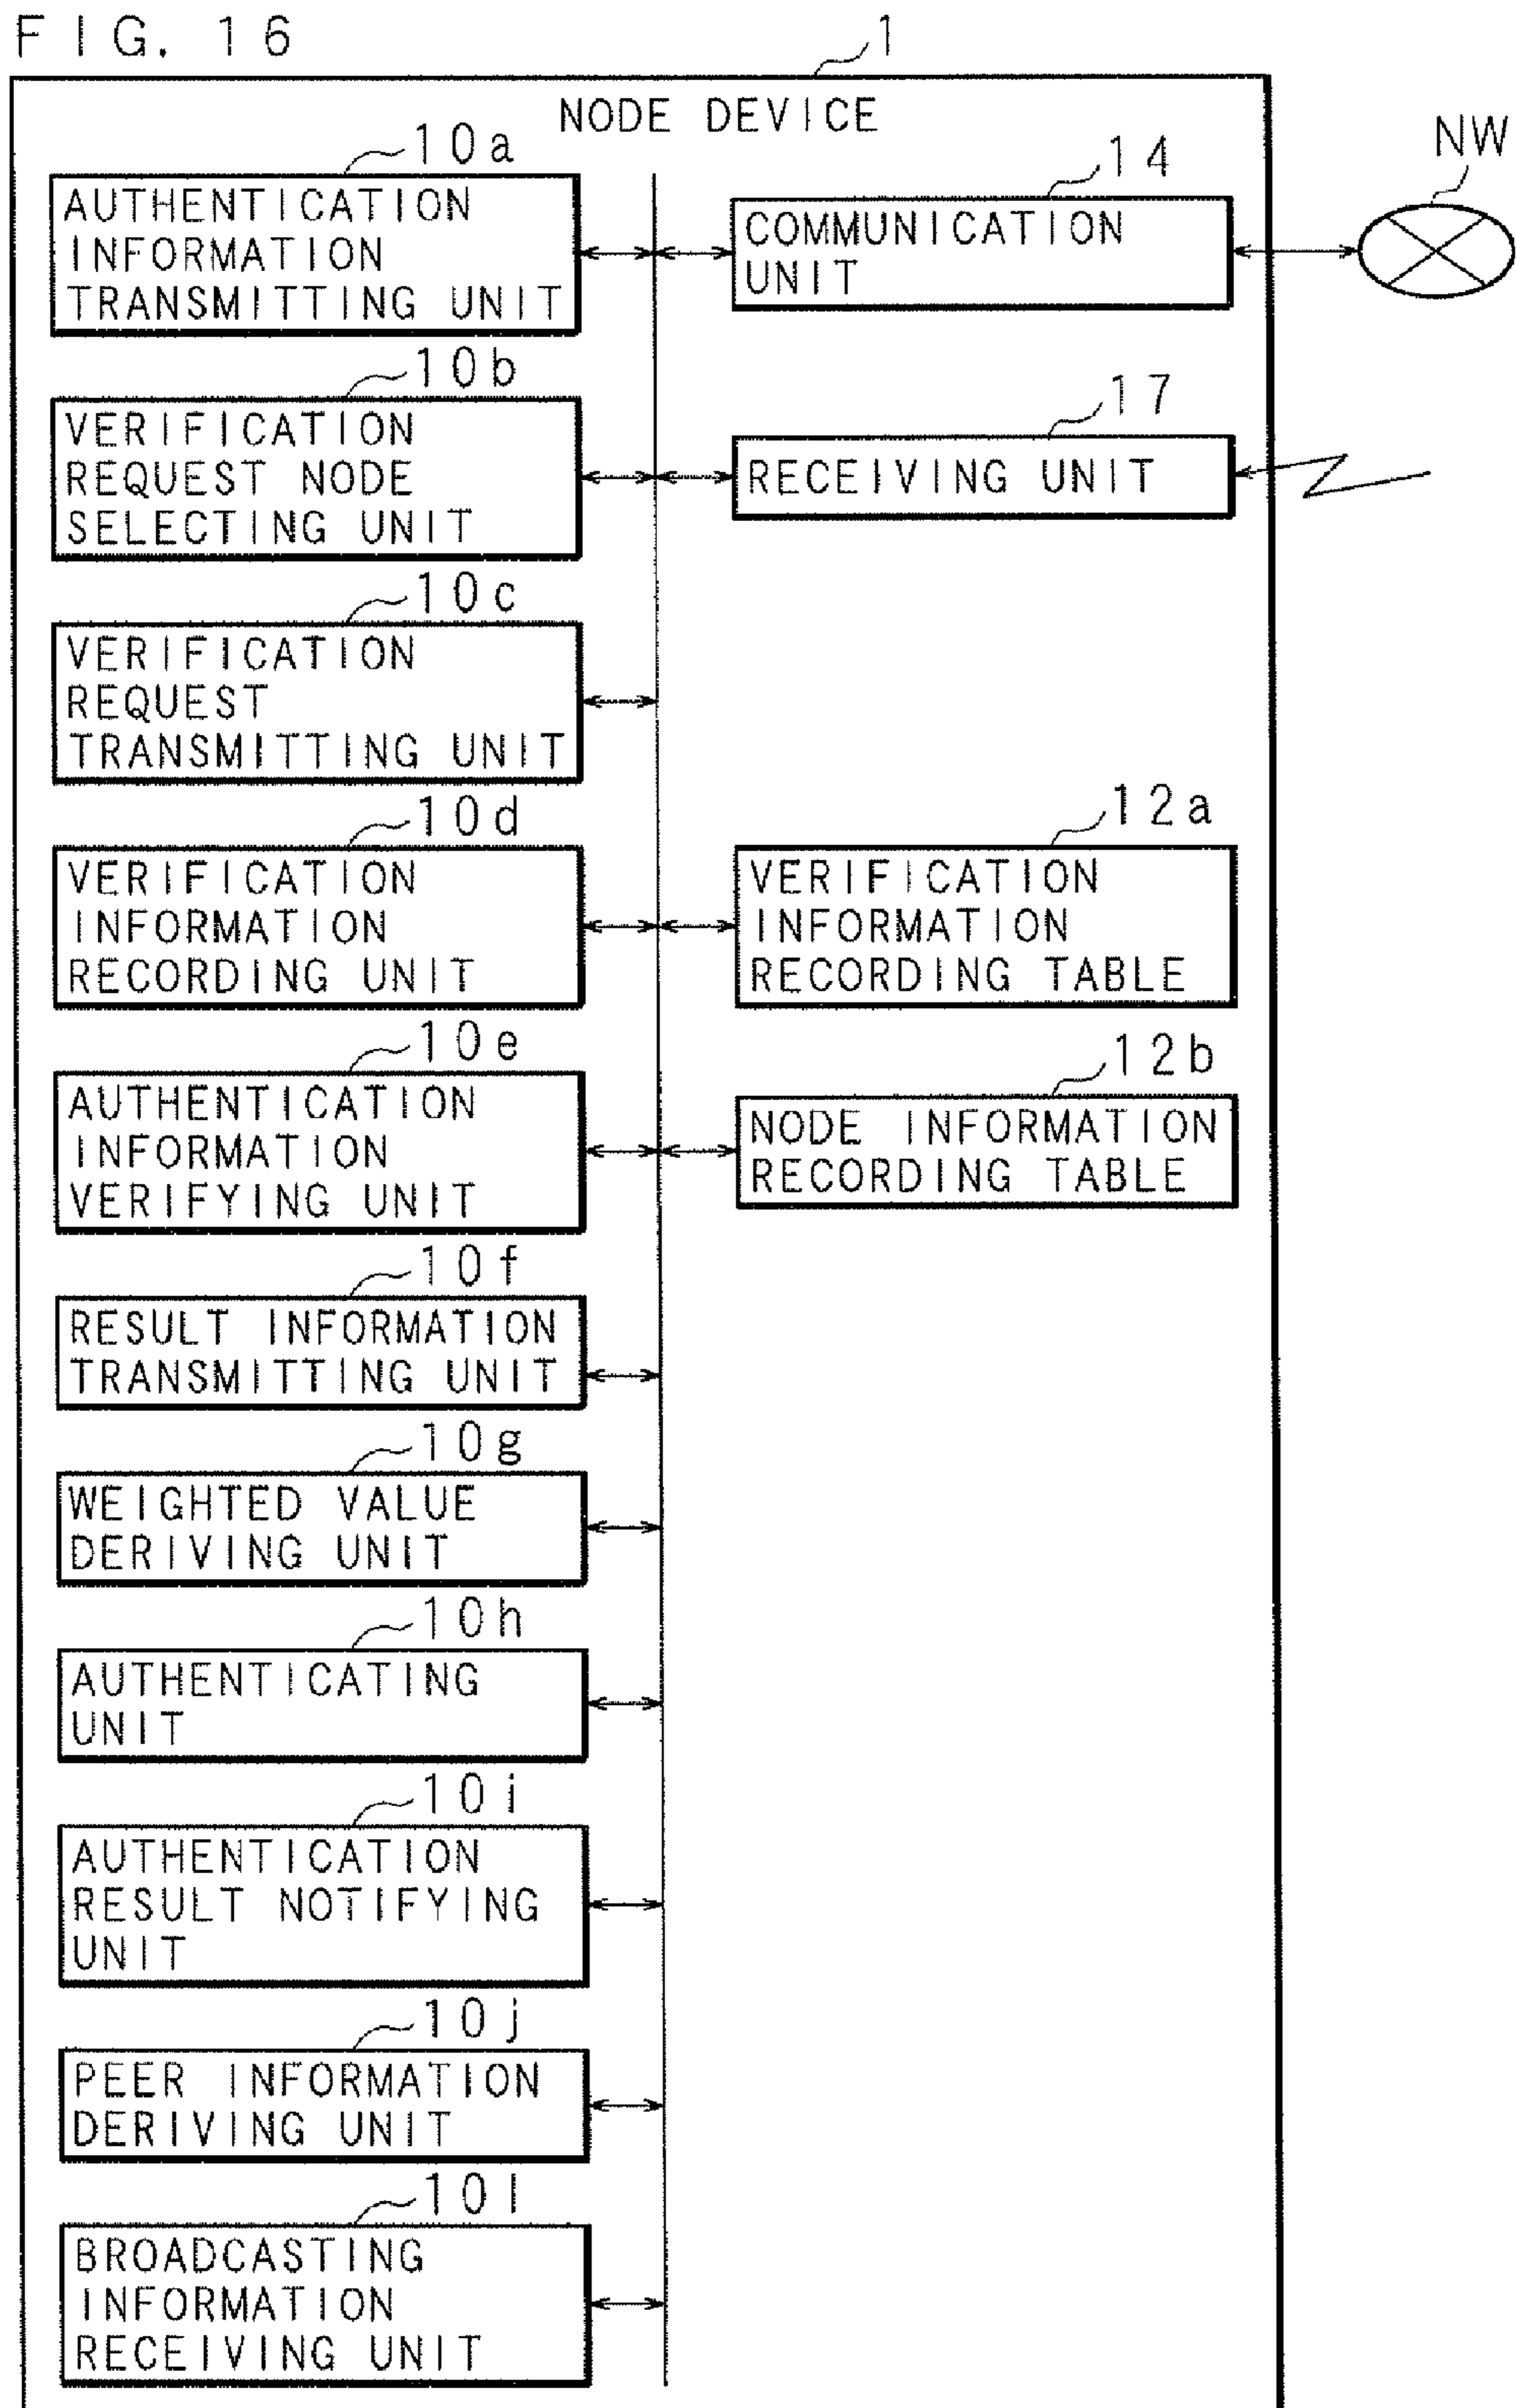 FIG. 16
1
NODE DEVICE
10a
AUTHENTICATION
INFORMATION
TRANSMITTING UNIT
14
COMMUNICATION
UNIT
NW
10b
VERIFICATION
REQUEST NODE
SELECTING UNIT
17
RECEIVING UNIT
10c
VERIFICATION
REQUEST
TRANSMITTING UNIT
10d
VERIFICATION
INFORMATION
RECORDING UNIT
12a
VERIFICATION
INFORMATION
RECORDING TABLE
10e
AUTHENTICATION
INFORMATION
VERIFYING UNIT
12b
NODE INFORMATION
RECORDING TABLE
10f
RESULT INFORMATION
TRANSMITTING UNIT
10g
WEIGHTED VALUE
DERIVING UNIT
10h
AUTHENTICATING
UNIT
10i
AUTHENTICATION
RESULT NOTIFYING
UNIT
10j
PEER INFORMATION
DERIVING UNIT
10l
BROADCASTING
INFORMATION
RECEIVING UNIT